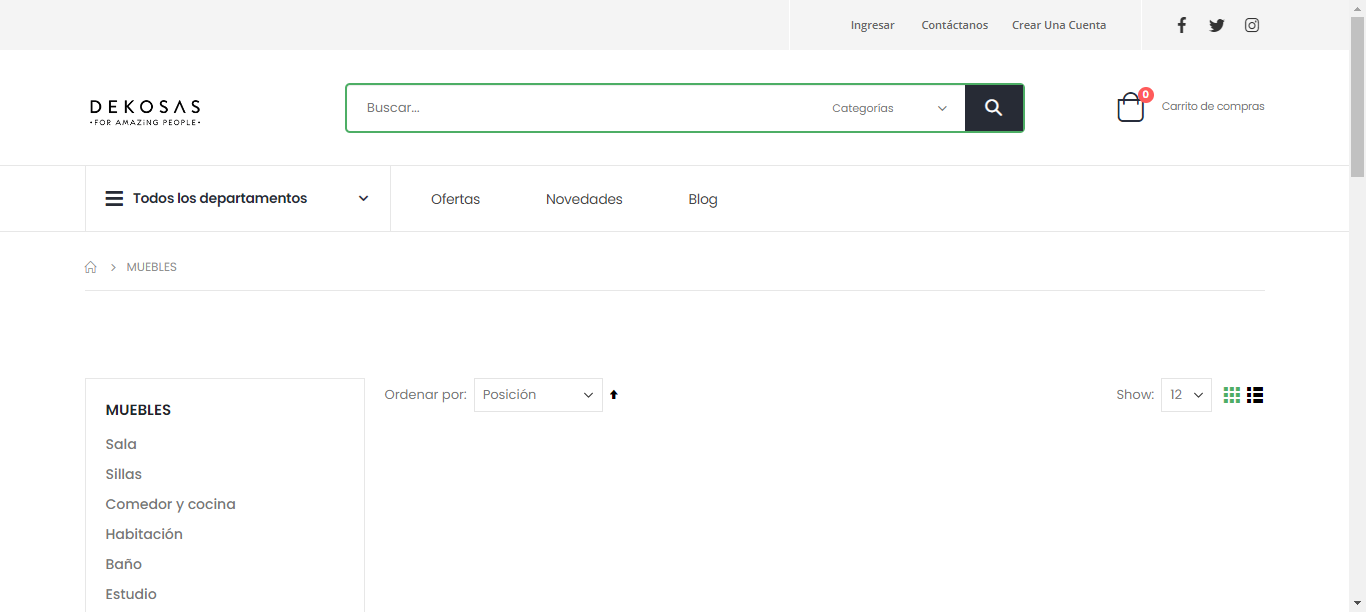 Ingresar Contáctanos Crear Una Cuenta
DEKOSAS
•FOR AMAZiNG PEOPLE•
Buscar... Categorias
0 Carrito de compras
Todos los departamentos Ofertas Novedades Blog
MUEBLES
MUEBLES
Ordenar por: Posición Show: 12
Sala
Sillas
Comedor y cocina
Habitación
Baño
Estudio